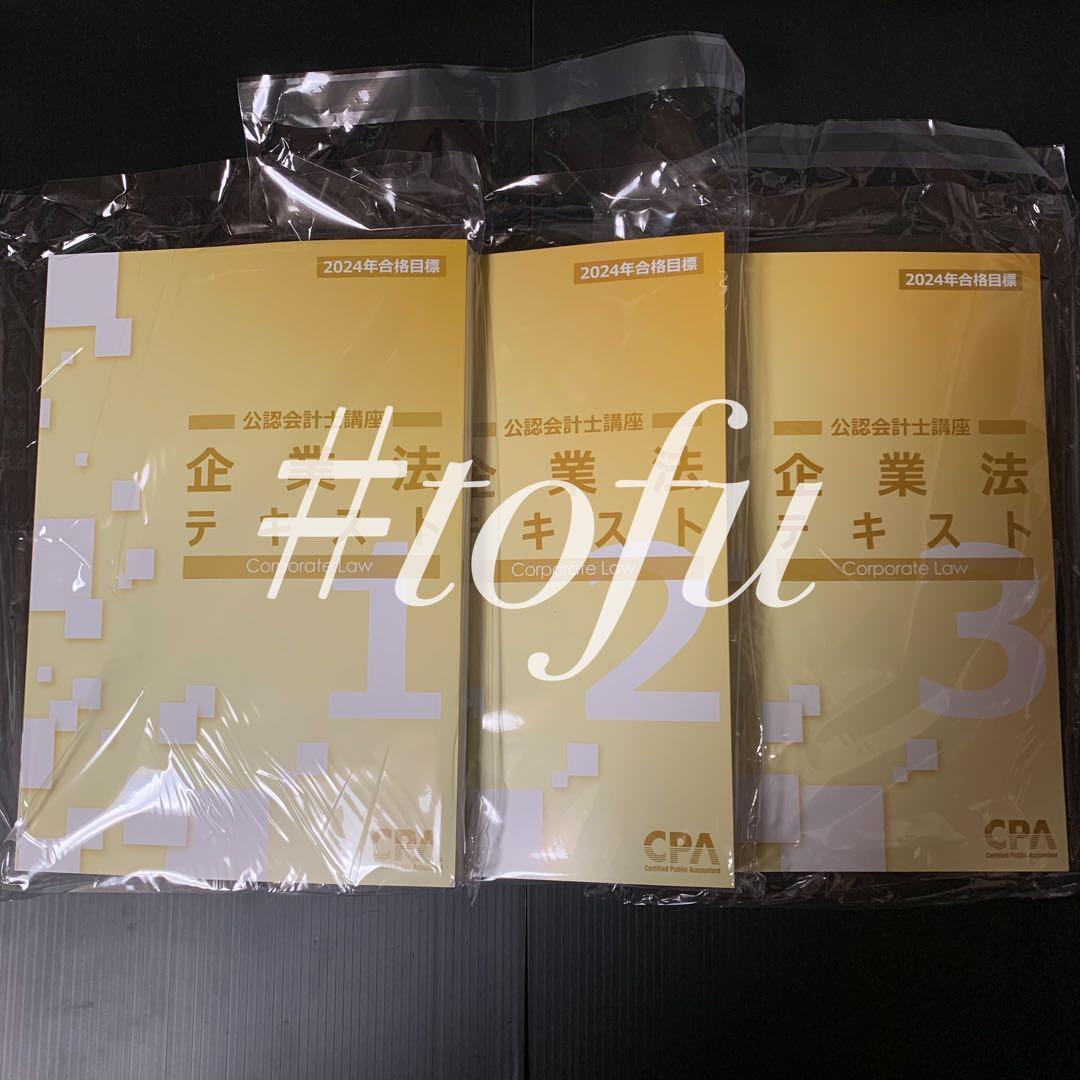 2024年合格目標
公認会計士講座
企業法
テキスト
Corporate Law
1
CPA
2024年合格目標
公認会計士講座
企業法
キスト
Corporate Law
2
CPA
Certified Public Accountant
2024年合格目標
公認会計士講座
企業法
テキスト
Corporate Law
3
CPA
Certified Public Accountant
#tofu